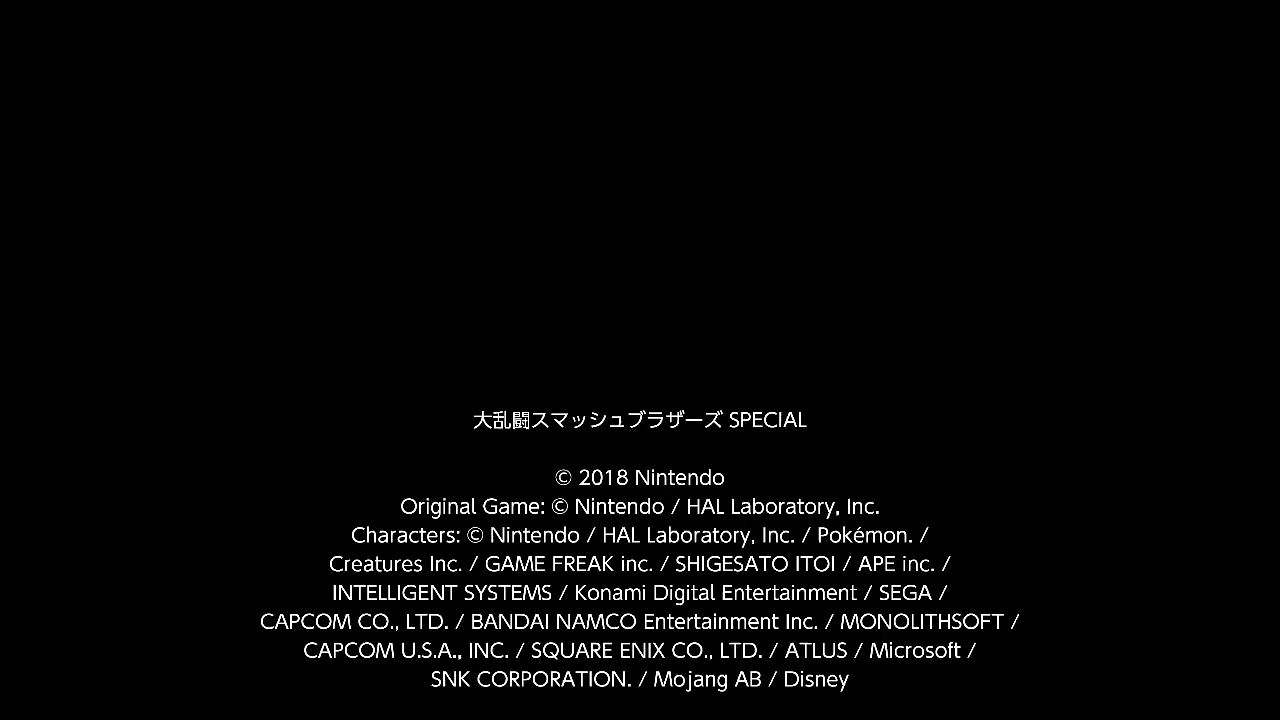 大乱闘スマッシュブラザーズ SPECIAL
© 2018 Nintendo
Original Game: © Nintendo / HAL Laboratory, Inc.
Characters: © Nintendo / HAL Laboratory, Inc. / Pokémon. /
Creatures Inc. / GAME FREAK inc. / SHIGESATO ITOI / APE inc. /
INTELLIGENT SYSTEMS / Konami Digital Entertainment / SEGA /
CAPCOM CO., LTD. / BANDAI NAMCO Entertainment Inc. / MONOLITHSOFT /
CAPCOM U.S.A., INC. / SQUARE ENIX CO., LTD. / ATLUS / Microsoft /
SNK CORPORATION. / Mojang AB / Disney